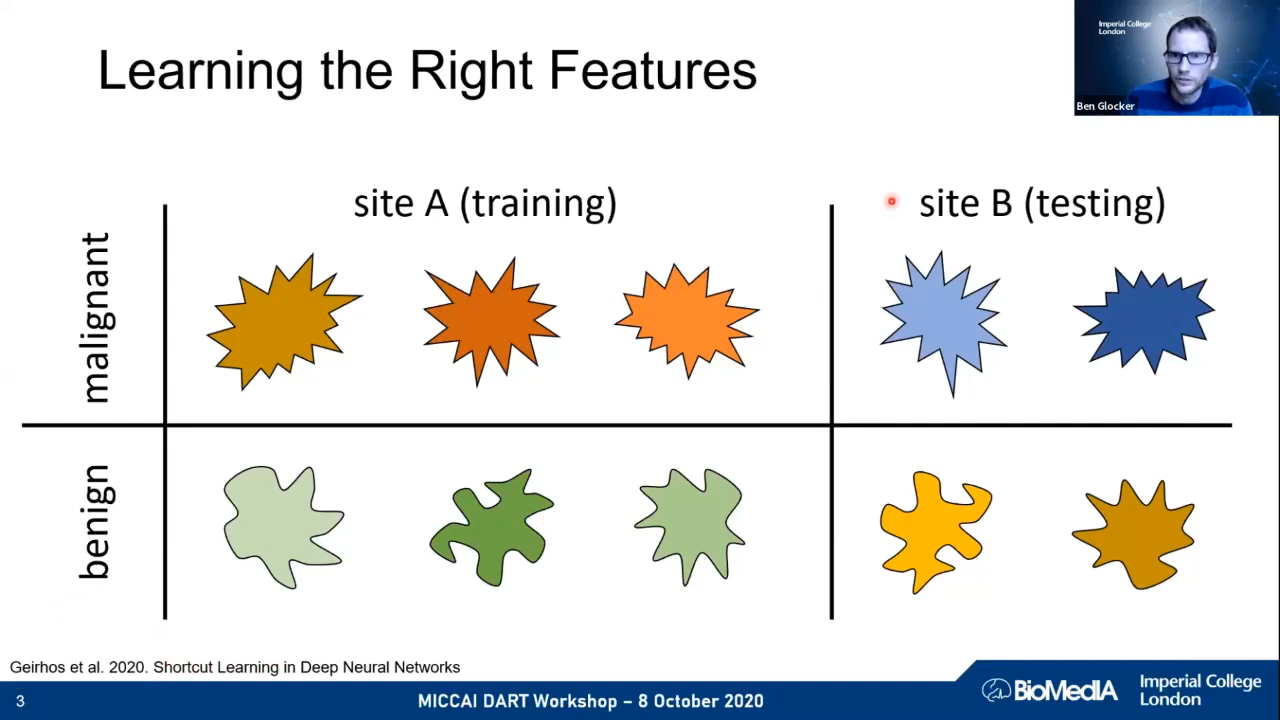 Learning the Right Features
Imperial College
London
Ben Glocker
site A (training)
site B (testing)
malignant
benign
Geirhos et al. 2020. Shortcut Learning in Deep Neural Networks
3
MICCAI DART Workshop – 8 October 2020
BioMedIA
Imperial College
London